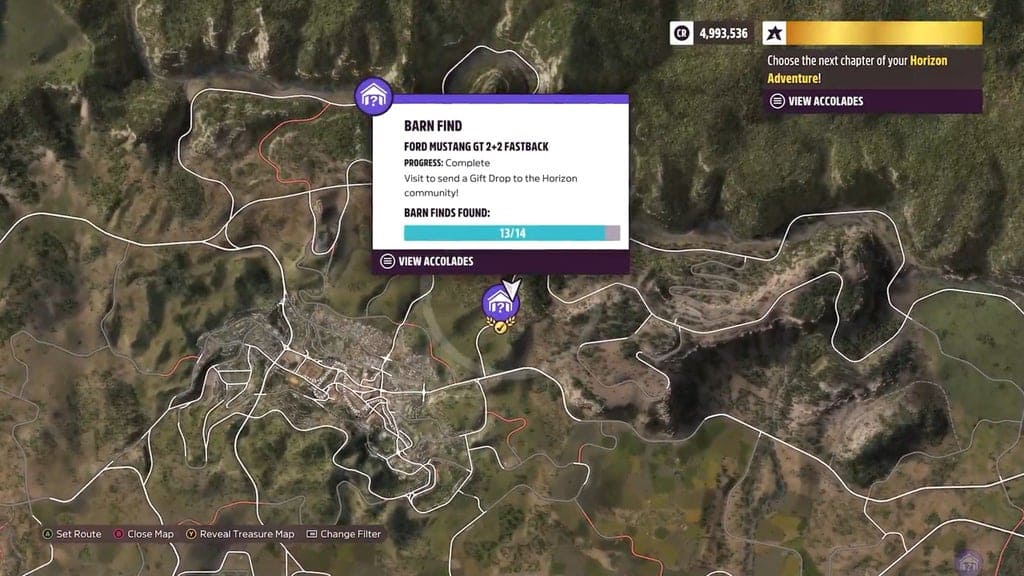 CR 4,993,536
Choose the next chapter of your Horizon
Adventure!
VIEW ACCOLADES
BARN FIND
FORD MUSTANG GT 2+2 FASTBACK
PROGRESS: Complete
Visit to send a Gift Drop to the Horizon
community!
BARN FINDS FOUND:
13/14
VIEW ACCOLADES
A Set Route B Close Map Y Reveal Treasure Map Change Filter